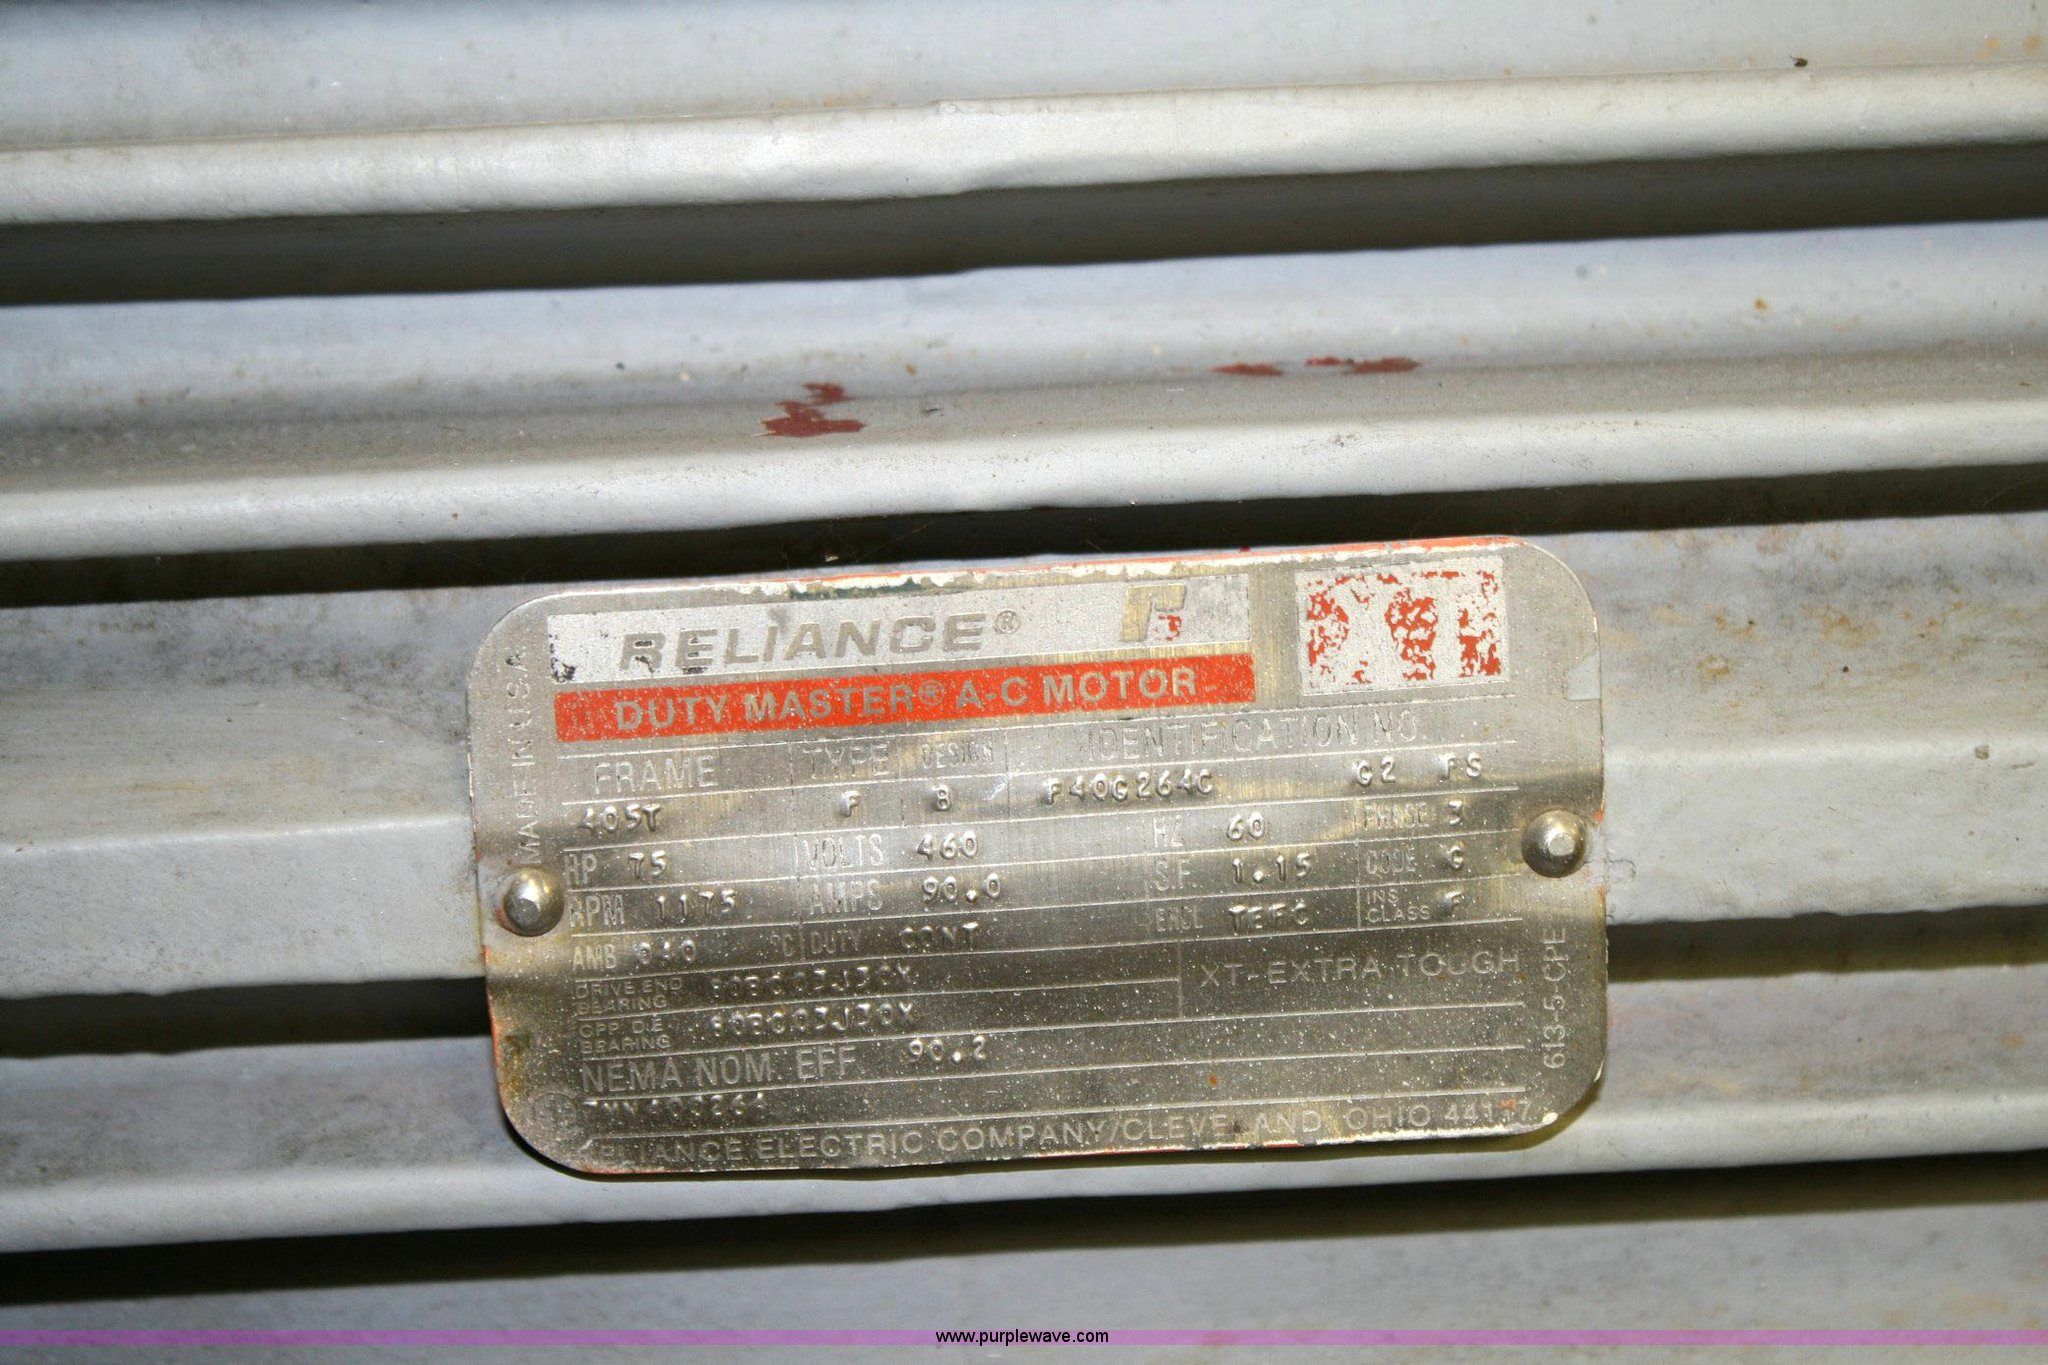 RELIANCE®
DUTY MASTER® A-C MOTOR
MADE IN U.S.A.
FRAME TYPE DESIGN IDENTIFICATION NO.
405T F B F40G264C G2 FS
HP 75 VOLTS 460 HZ 60 PHASE 3
RPM 1175 AMPS 90.0 S.F. 1.15 CODE G
AMB 040 °C DUTY CONT ENCL TEFC INS CLASS F
DRIVE END BEARING XT-EXTRA TOUGH
OPP D.E. BEARING
NEMA NOM. EFF. 90.2
RELIANCE ELECTRIC COMPANY/CLEVELAND, OHIO 44117
613-5-CPE
www.purplewave.com